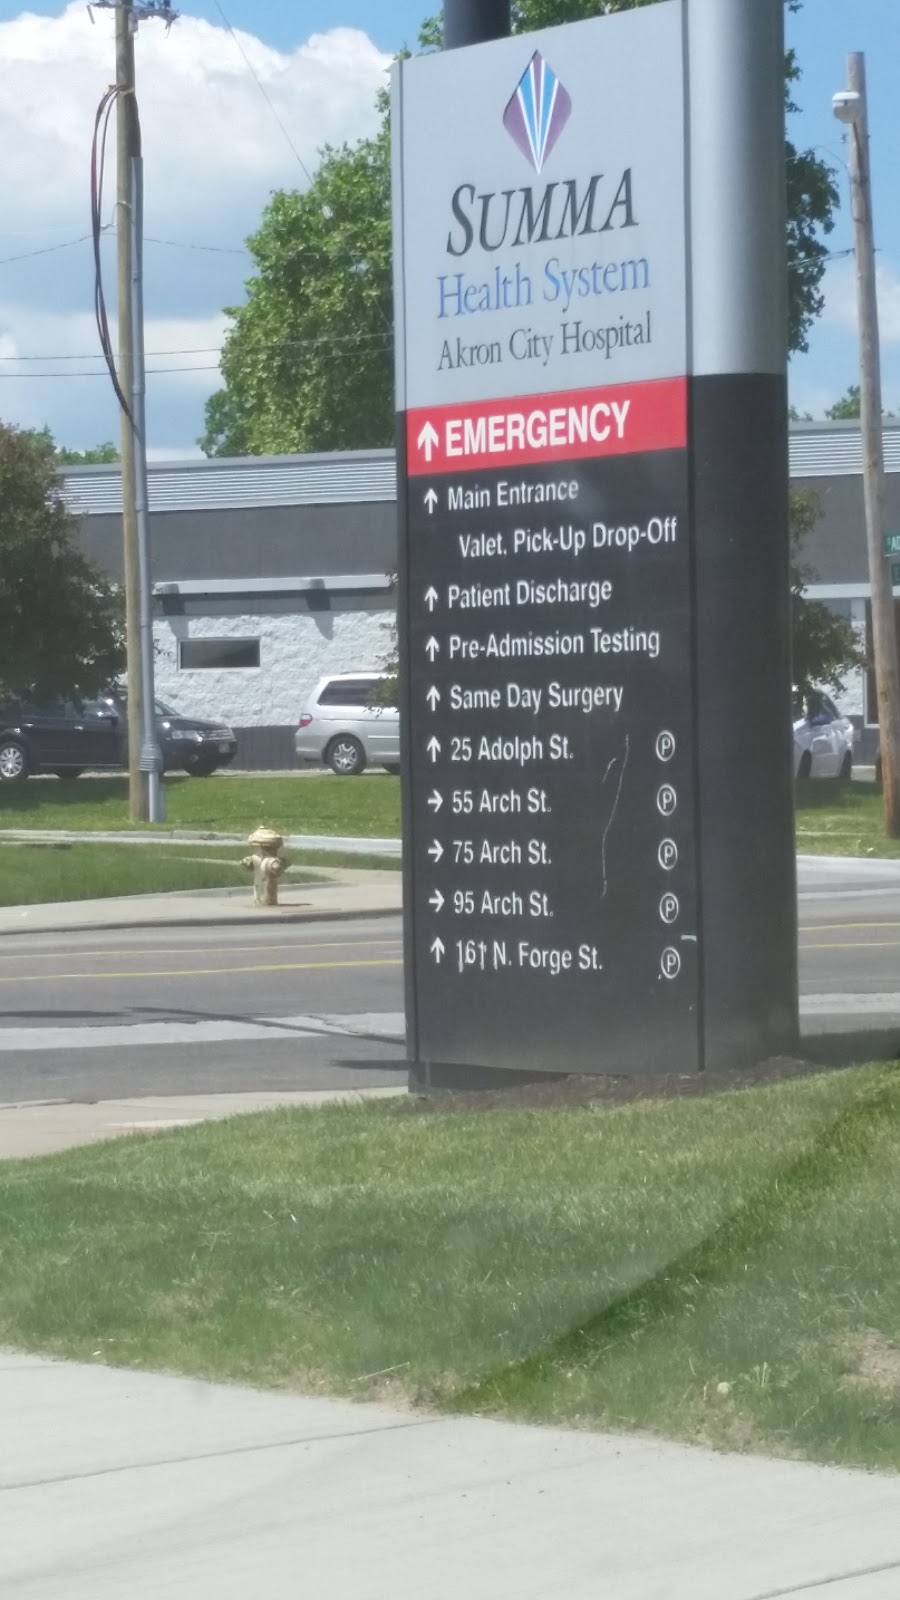 SUMMA
Health System
Akron City Hospital
↑ EMERGENCY
↑ Main Entrance
Valet, Pick-Up Drop-Off
↑ Patient Discharge
↑ Pre-Admission Testing
↑ Same Day Surgery
↑ 25 Adolph St. P
→ 55 Arch St. P
→ 75 Arch St. P
→ 95 Arch St. P
↑ 161 N. Forge St. P